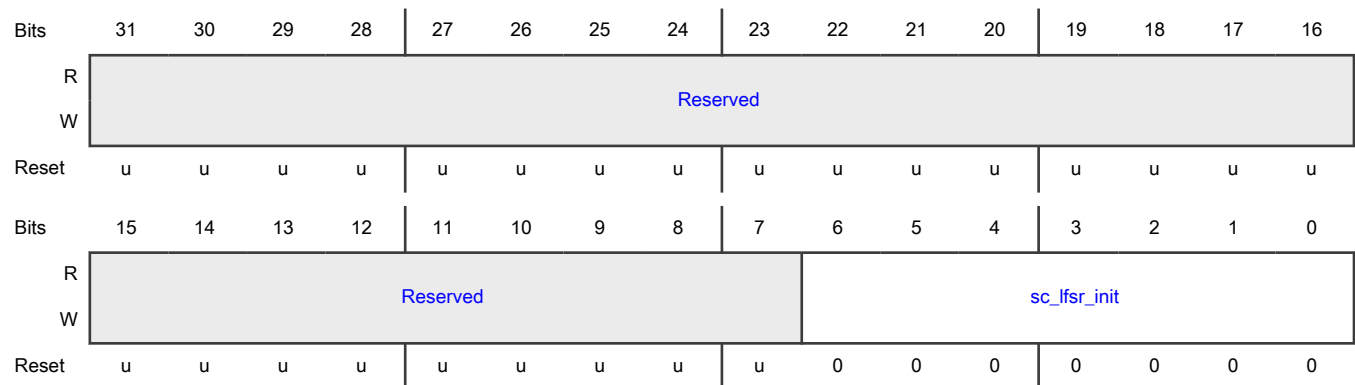 Bits 31 30 29 28 27 26 25 24 23 22 21 20 19 18 17 16
R
Reserved
W
Reset u u u u u u u u u u u u u u u u
Bits 15 14 13 12 11 10 9 8 7 6 5 4 3 2 1 0
R
Reserved sc_lfsr_init
W
Reset u u u u u u u u u 0 0 0 0 0 0 0